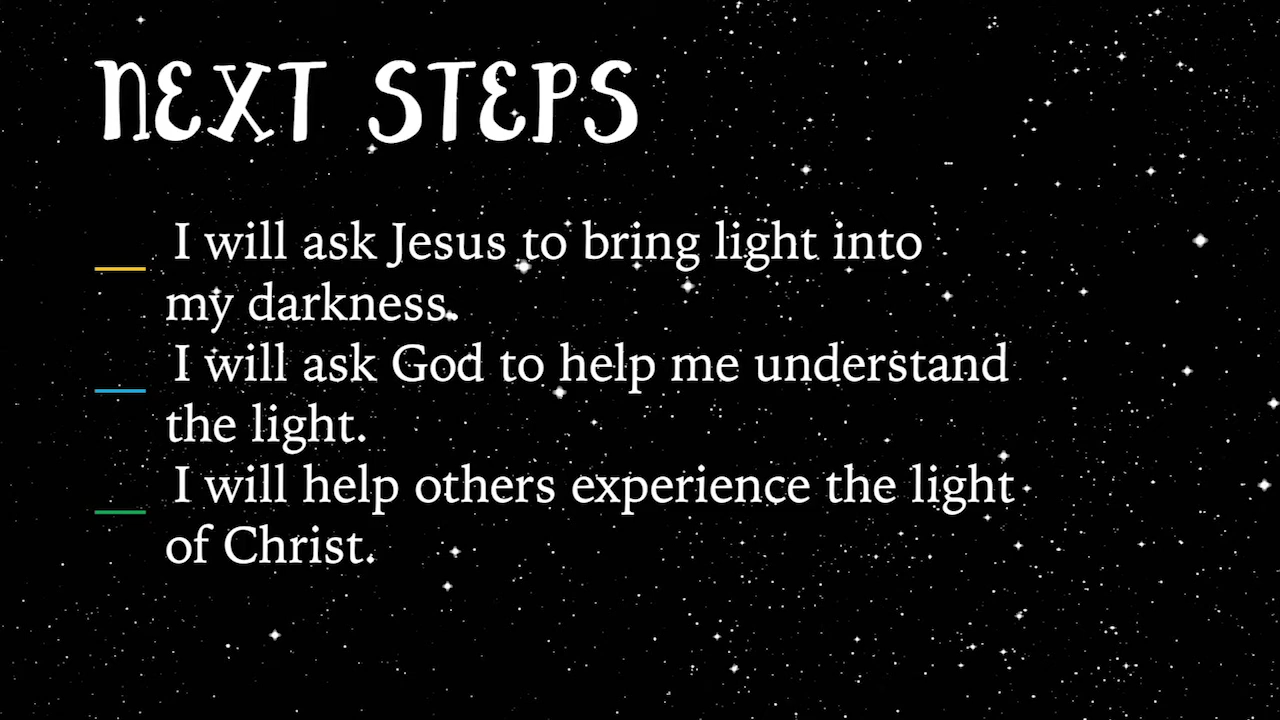 NEXT STEPS
__ I will ask Jesus to bring light into
my darkness.
__ I will ask God to help me understand
the light.
__ I will help others experience the light
of Christ.